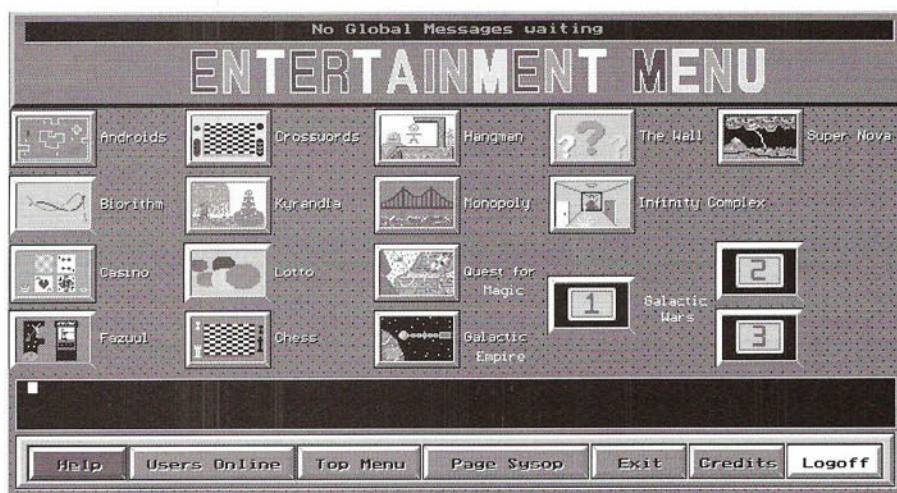 No Global Messages waiting
ENTERTAINMENT MENU
Androids
Crosswords
Hangman
The Wall
Super Nova
Biorithm
Kyrandia
Monopoly
Infinity Complex
Casino
Lotto
Quest for
Magic
1
Galactic
Wars
2
3
Fazuul
Chess
Galactic
Empire
Help
Users Online
Top Menu
Page Sysop
Exit
Credits
Logoff